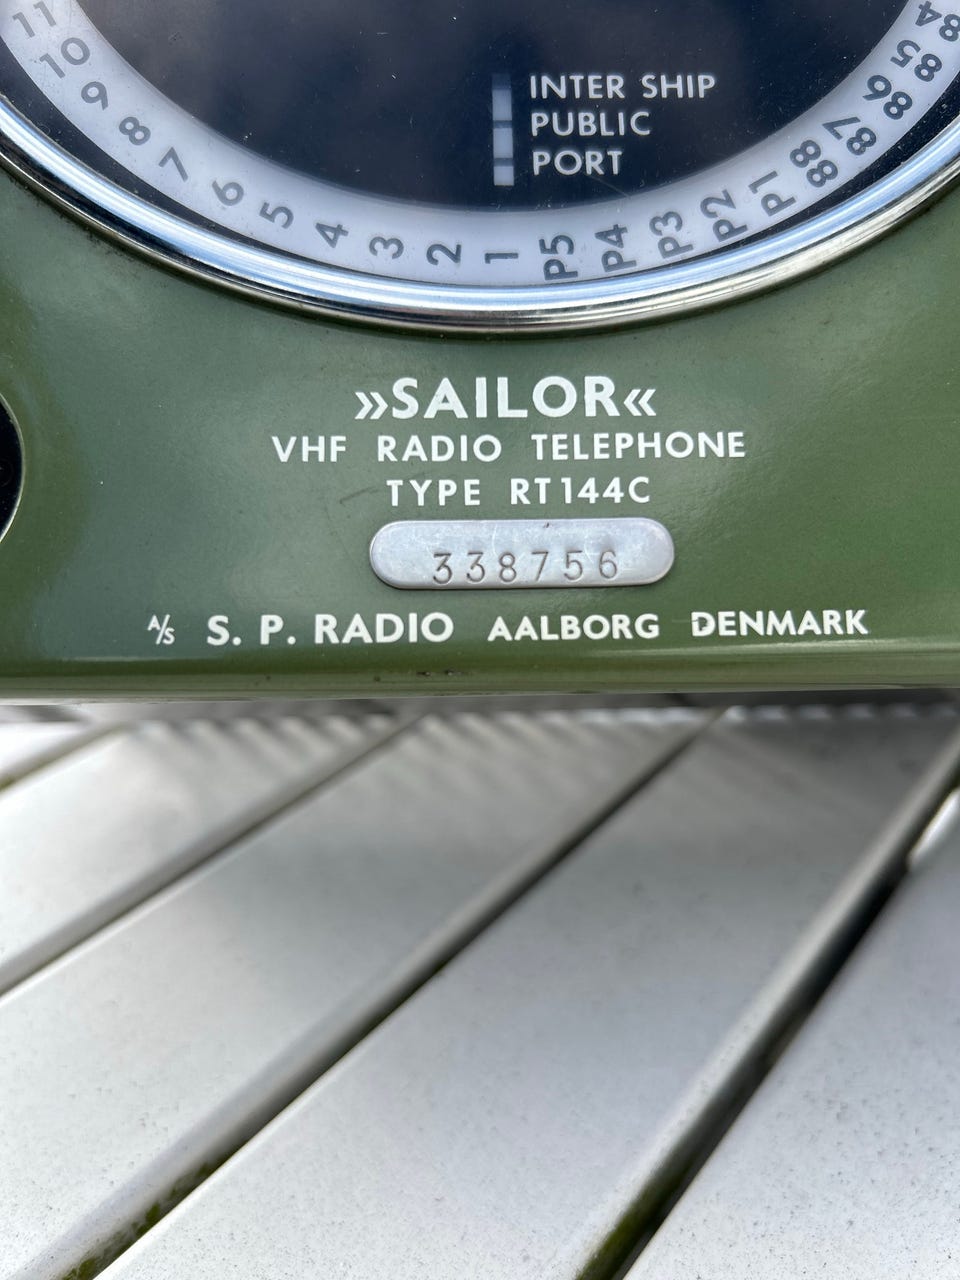 INTER SHIP
PUBLIC
PORT
11 10 9 8 7 6 5 4 3 2 1 P5 P4 P3 P2 P1 88 87 86 85 84
»SAILOR«
VHF RADIO TELEPHONE
TYPE RT144C
338756
A/S S. P. RADIO AALBORG DENMARK